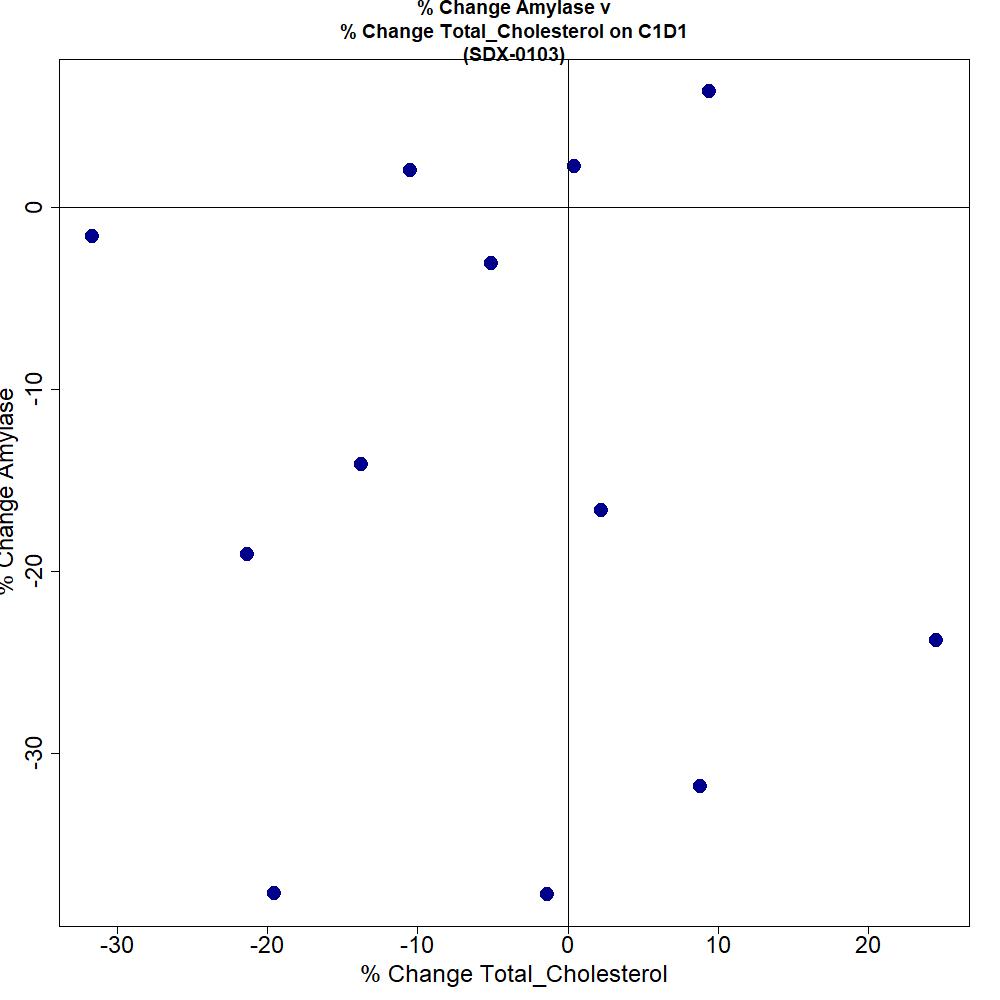 % Change Amylase v
% Change Total_Cholesterol on C1D1
(SDX-0103)
% Change Amylase
0
-10
-20
-30
-30
-20
-10
0
10
20
% Change Total_Cholesterol